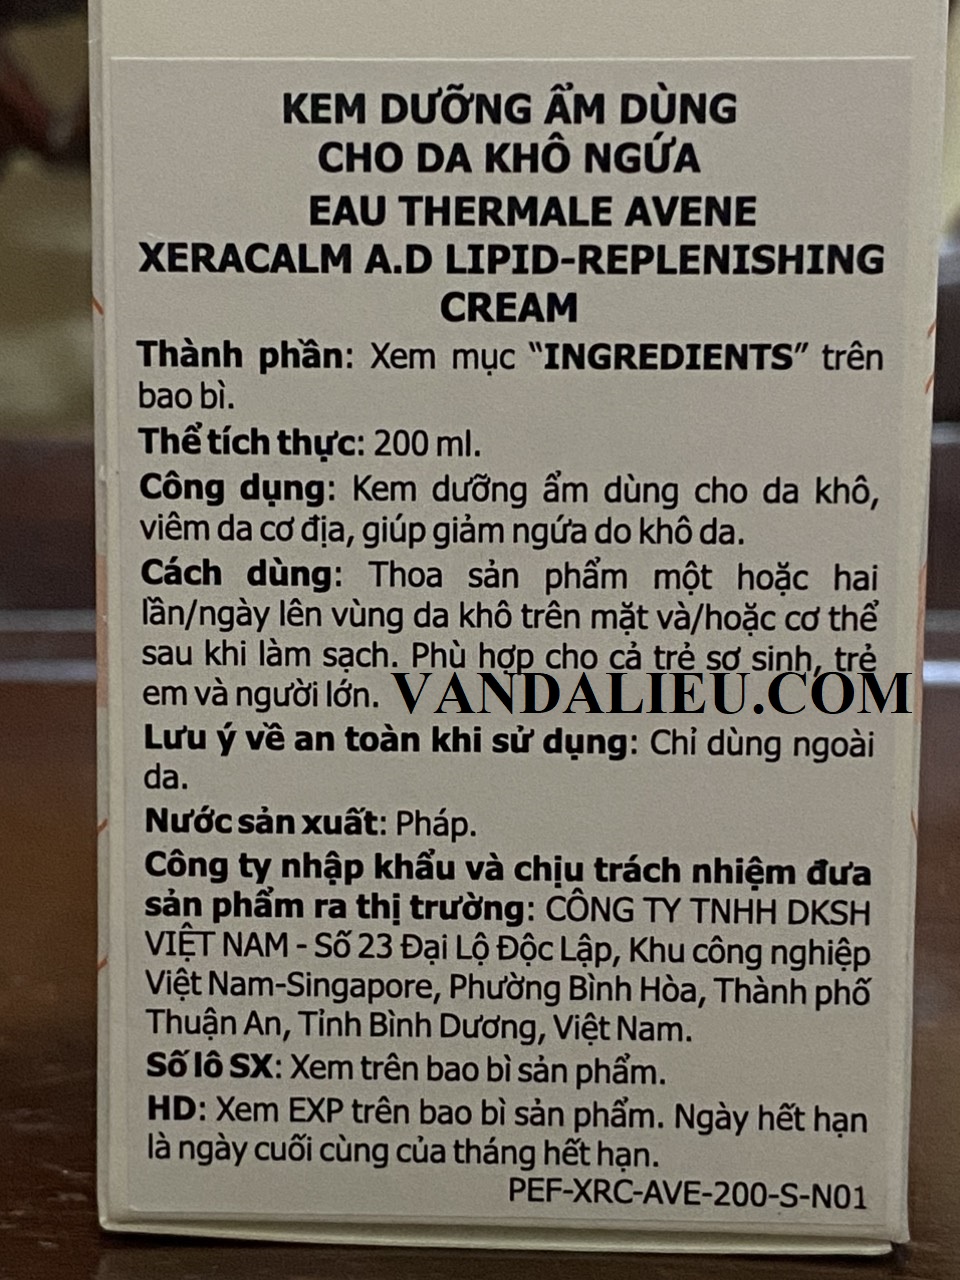 KEM DƯỠNG ẨM DÙNG
CHO DA KHÔ NGỨA
EAU THERMALE AVENE
XERACALM A.D LIPID-REPLENISHING
CREAM
Thành phần: Xem mục "INGREDIENTS" trên
bao bì.
Thể tích thực: 200 ml.
Công dụng: Kem dưỡng ẩm dùng cho da khô,
viêm da cơ địa, giúp giảm ngứa do khô da.
Cách dùng: Thoa sản phẩm một hoặc hai
lần/ngày lên vùng da khô trên mặt và/hoặc cơ thể
sau khi làm sạch. Phù hợp cho cả trẻ sơ sinh, trẻ
em và người lớn. VANDALIEU.COM
Lưu ý về an toàn khi sử dụng: Chỉ dùng ngoài
da.
Nước sản xuất: Pháp.
Công ty nhập khẩu và chịu trách nhiệm đưa
sản phẩm ra thị trường: CÔNG TY TNHH DKSH
VIỆT NAM - Số 23 Đại Lộ Độc Lập, Khu công nghiệp
Việt Nam-Singapore, Phường Bình Hòa, Thành phố
Thuận An, Tỉnh Bình Dương, Việt Nam.
Số lô SX: Xem trên bao bì sản phẩm.
HD: Xem EXP trên bao bì sản phẩm. Ngày hết hạn
là ngày cuối cùng của tháng hết hạn.
PEF-XRC-AVE-200-S-N01